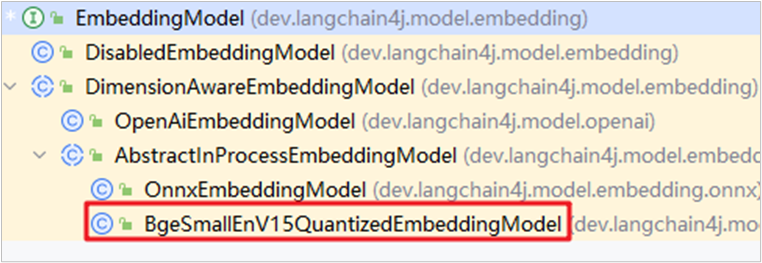 EmbeddingModel (dev.langchain4j.model.embedding)
DisabledEmbeddingModel (dev.langchain4j.model.embedding)
DimensionAwareEmbeddingModel (dev.langchain4j.model.embedding)
OpenAiEmbeddingModel (dev.langchain4j.model.openai)
AbstractInProcessEmbeddingModel (dev.langchain4j.model.embedd
OnnxEmbeddingModel (dev.langchain4j.model.embedding.onnx)
BgeSmallEnV15QuantizedEmbeddingModel (dev.langchain4j.mo